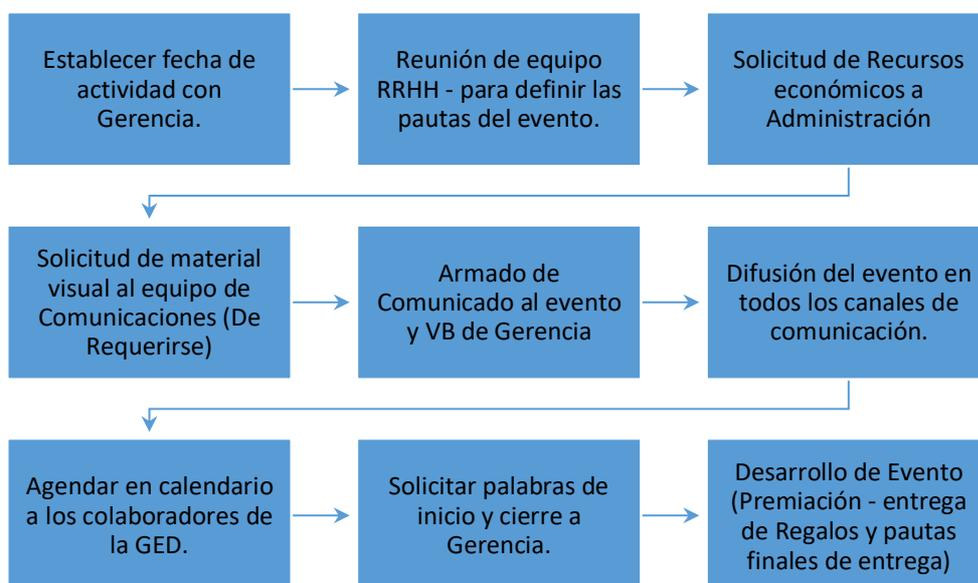 Establecer fecha de
actividad con
Gerencia.
Reunión de equipo
RRHH - para definir las
pautas del evento.
Solicitud de Recursos
económicos a
Administración
Solicitud de material
visual al equipo de
Comunicaciones (De
Requerirse)
Armado de
Comunicado al evento
y VB de Gerencia
Difusión del evento en
todos los canales de
comunicación.
Agendar en calendario
a los colaboradores de
la GED.
Solicitar palabras de
inicio y cierre a
Gerencia.
Desarrollo de Evento
(Premiación - entrega
de Regalos y pautas
finales de entrega)